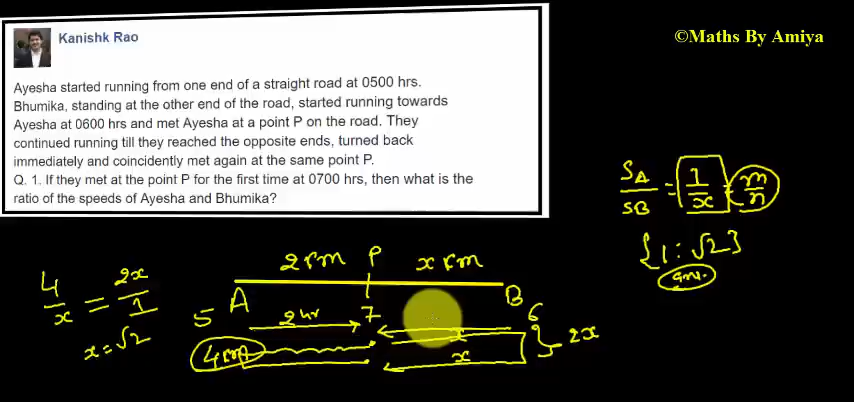 ©Maths By Amiya
Kanishk Rao
Ayesha started running from one end of a straight road at 0500 hrs.
Bhumika, standing at the other end of the road, started running towards
Ayesha at 0600 hrs and met Ayesha at a point P on the road. They
continued running till they reached the opposite ends, turned back
immediately and coincidently met again at the same point P.
Q. 1. If they met at the point P for the first time at 0700 hrs, then what is the
ratio of the speeds of Ayesha and Bhumika?
SA/SB = 1/x = m/n
{1:√2}
ans.
2km P xkm
4/x = 2x/1
x=√2
A B
5 2hr 7 6
x
4km x 2x